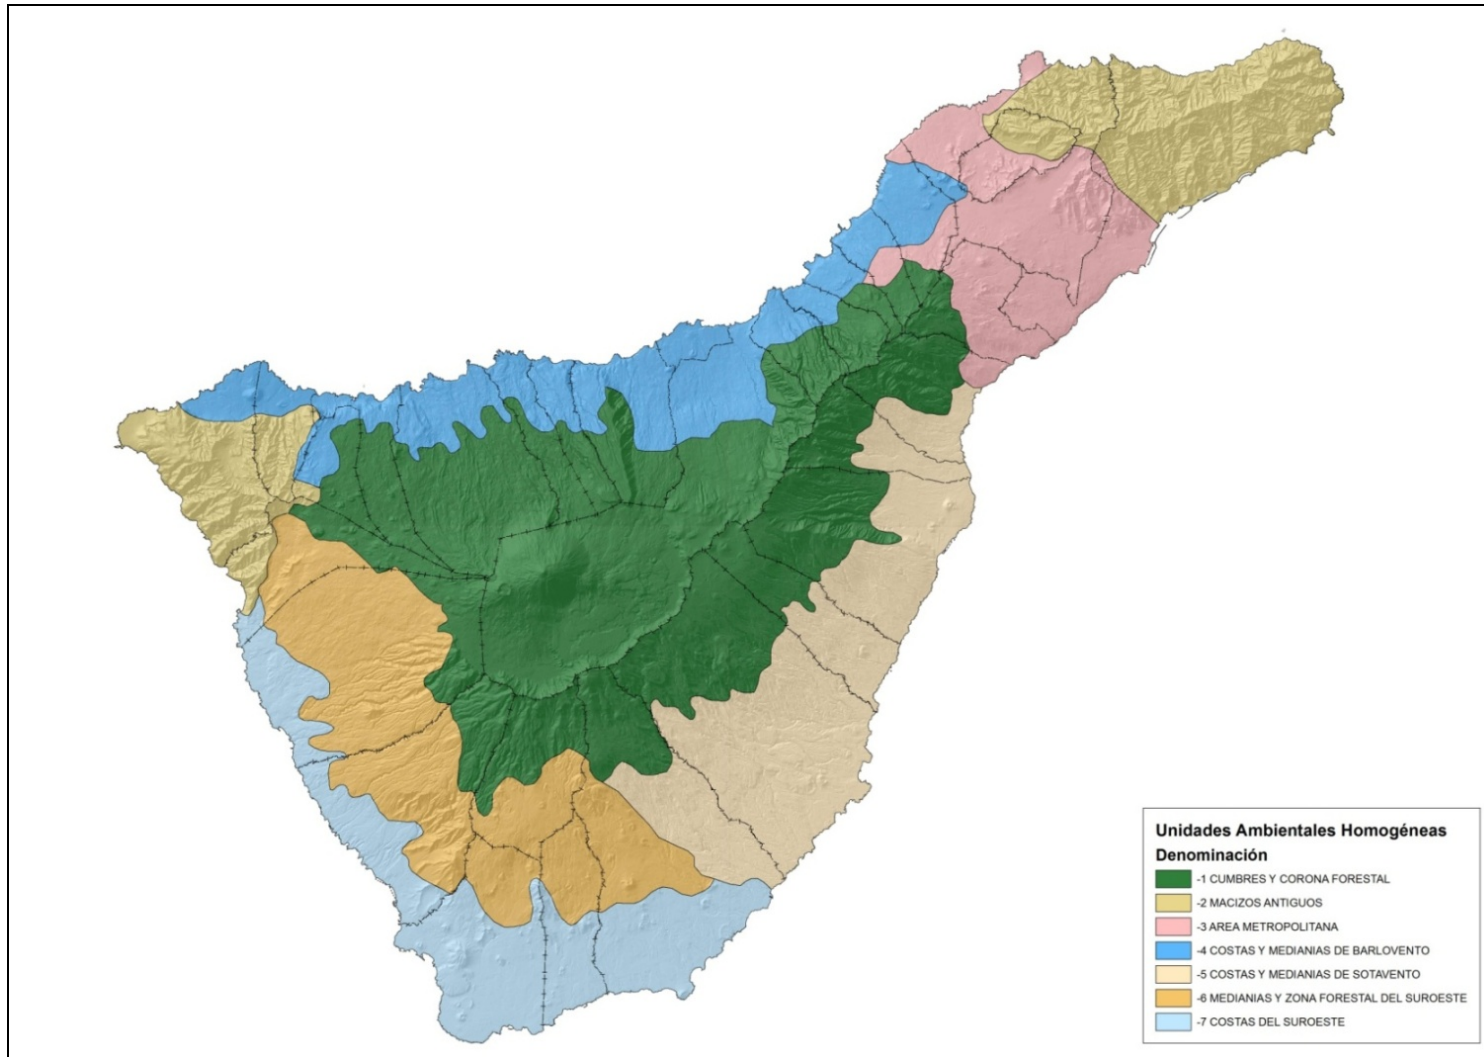 Unidades Ambientales Homogéneas
Denominación
-1 CUMBRES Y CORONA FORESTAL
-2 MACIZOS ANTIGUOS
-3 AREA METROPOLITANA
-4 COSTAS Y MEDIANIAS DE BARLOVENTO
-5 COSTAS Y MEDIANIAS DE SOTAVENTO
-6 MEDIANIAS Y ZONA FORESTAL DEL SUROESTE
-7 COSTAS DEL SUROESTE